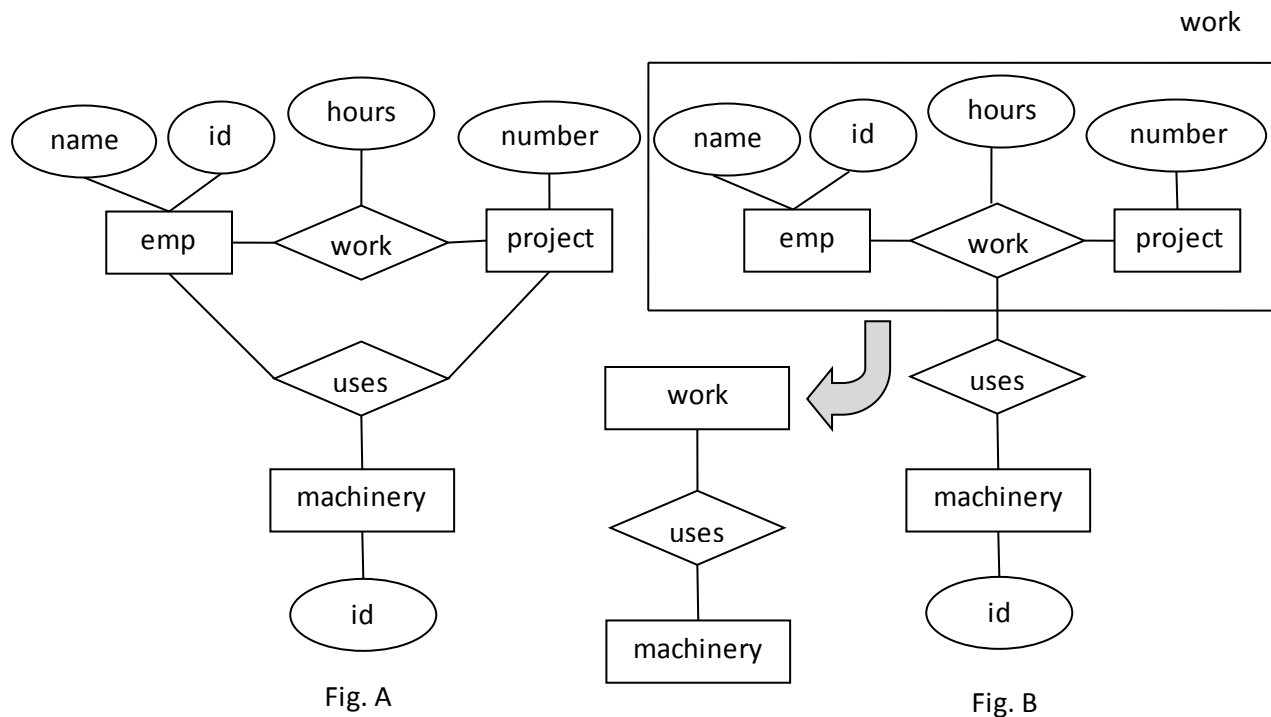 work
hours
hours
name
id
number
name
id
number
emp
work
project
emp
work
project
uses
work
uses
machinery
machinery
uses
id
id
machinery
Fig. A
Fig. B